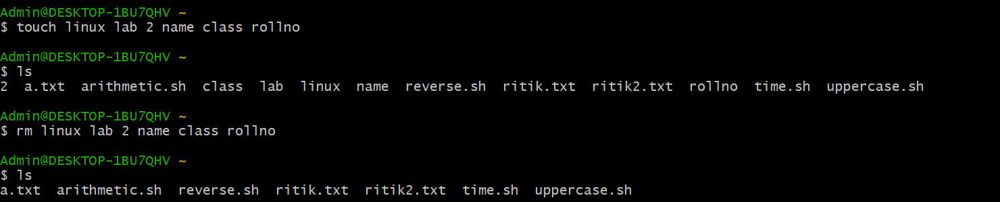 Admin@DESKTOP-1BU7QHV ~
$ touch linux lab 2 name class rollno
Admin@DESKTOP-1BU7QHV ~
$ ls
2  a.txt  arithmetic.sh  class  lab  linux  name  reverse.sh  ritik.txt  ritik2.txt  rollno  time.sh  uppercase.sh
Admin@DESKTOP-1BU7QHV ~
$ rm linux lab 2 name class rollno
Admin@DESKTOP-1BU7QHV ~
$ ls
a.txt  arithmetic.sh  reverse.sh  ritik.txt  ritik2.txt  time.sh  uppercase.sh